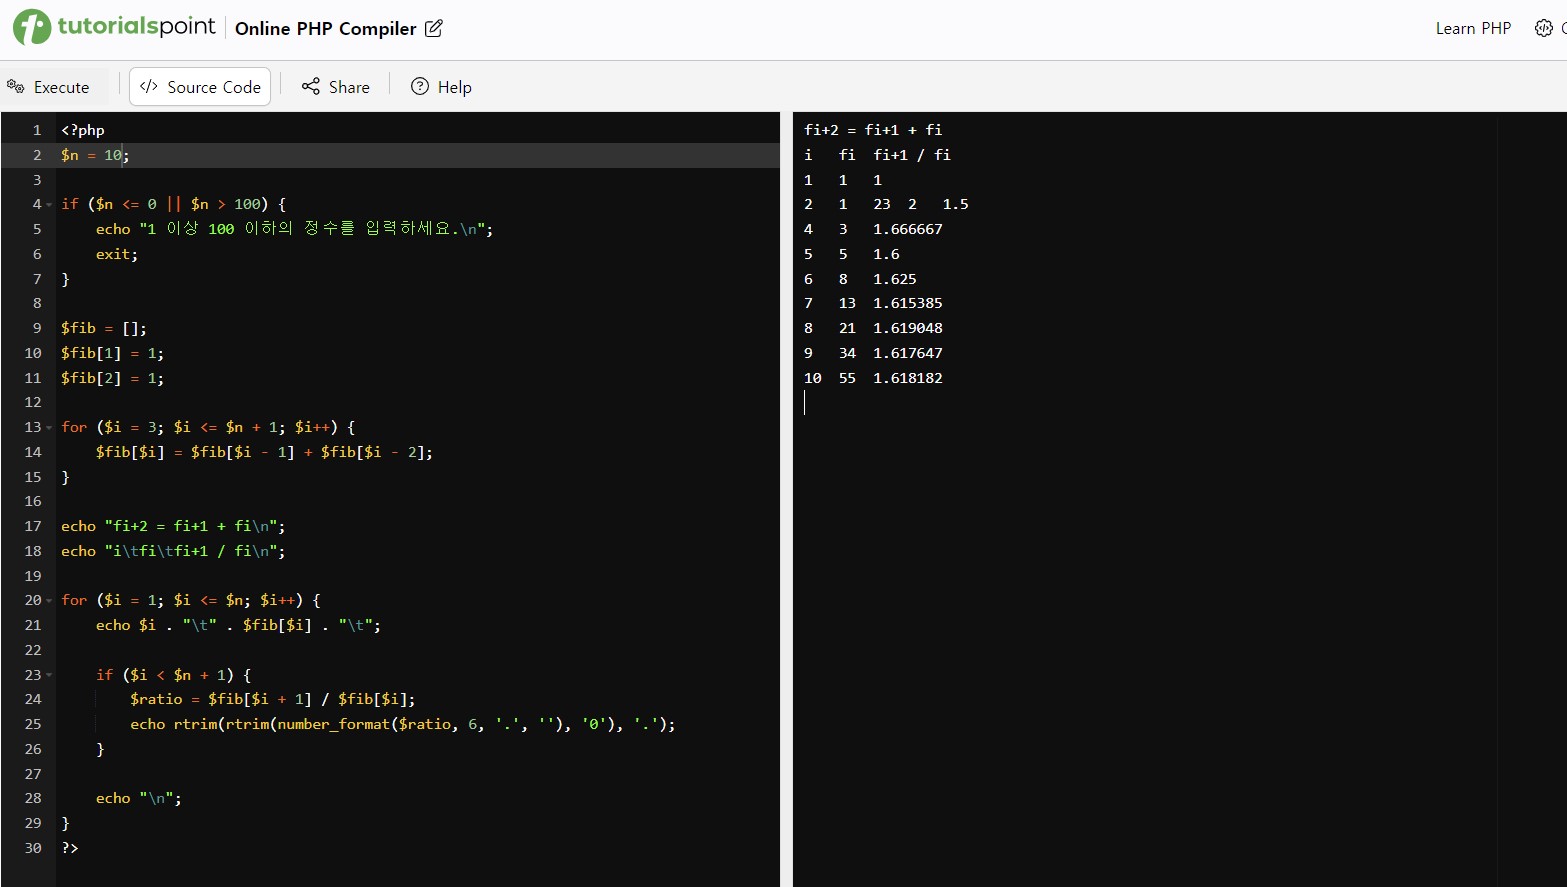 tutorialspoint Online PHP Compiler Learn PHP
Execute </> Source Code Share Help
1 <?php
2 $n = 10;
3
4 if ($n <= 0 || $n > 100) {
5     echo "1 이상 100 이하의 정수를 입력하세요.\n";
6     exit;
7 }
8
9 $fib = [];
10 $fib[1] = 1;
11 $fib[2] = 1;
12
13 for ($i = 3; $i <= $n + 1; $i++) {
14     $fib[$i] = $fib[$i - 1] + $fib[$i - 2];
15 }
16
17 echo "fi+2 = fi+1 + fi\n";
18 echo "i\tfi\tfi+1 / fi\n";
19
20 for ($i = 1; $i <= $n; $i++) {
21     echo $i . "\t" . $fib[$i] . "\t";
22
23     if ($i < $n + 1) {
24         $ratio = $fib[$i + 1] / $fib[$i];
25         echo rtrim(rtrim(number_format($ratio, 6, '.', ''), '0'), '.');
26     }
27
28     echo "\n";
29 }
30 ?>
fi+2 = fi+1 + fi
i fi fi+1 / fi
1 1 1
2 1 23 2 1.5
4 3 1.666667
5 5 1.6
6 8 1.625
7 13 1.615385
8 21 1.619048
9 34 1.617647
10 55 1.618182